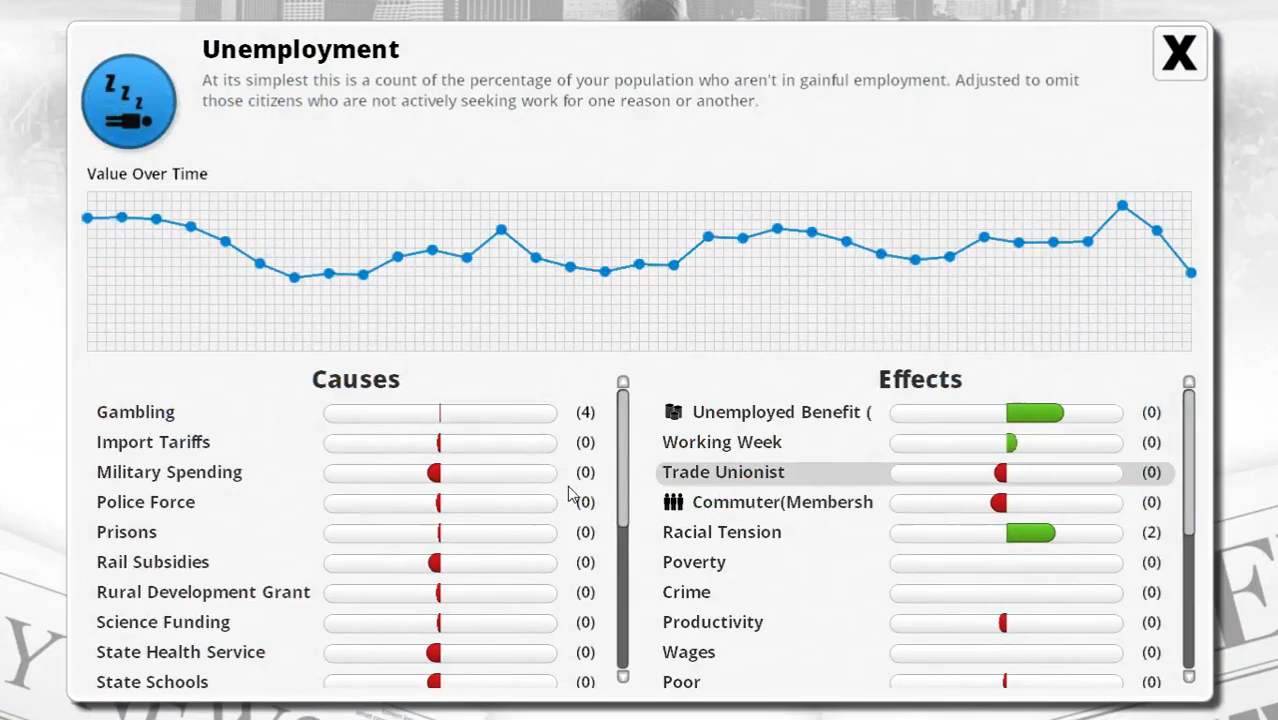 Unemployment
X
At its simplest this is a count of the percentage of your population who aren't in gainful employment. Adjusted to omit
those citizens who are not actively seeking work for one reason or another.
z z z
Value Over Time
Causes
Gambling (4)
Import Tariffs (0)
Military Spending (0)
Police Force (0)
Prisons (0)
Rail Subsidies (0)
Rural Development Grant (0)
Science Funding (0)
State Health Service (0)
State Schools (0)
Effects
Unemployed Benefit ( (0)
Working Week (0)
Trade Unionist (0)
Commuter(Membersh (0)
Racial Tension (2)
Poverty (0)
Crime (0)
Productivity (0)
Wages (0)
Poor (0)